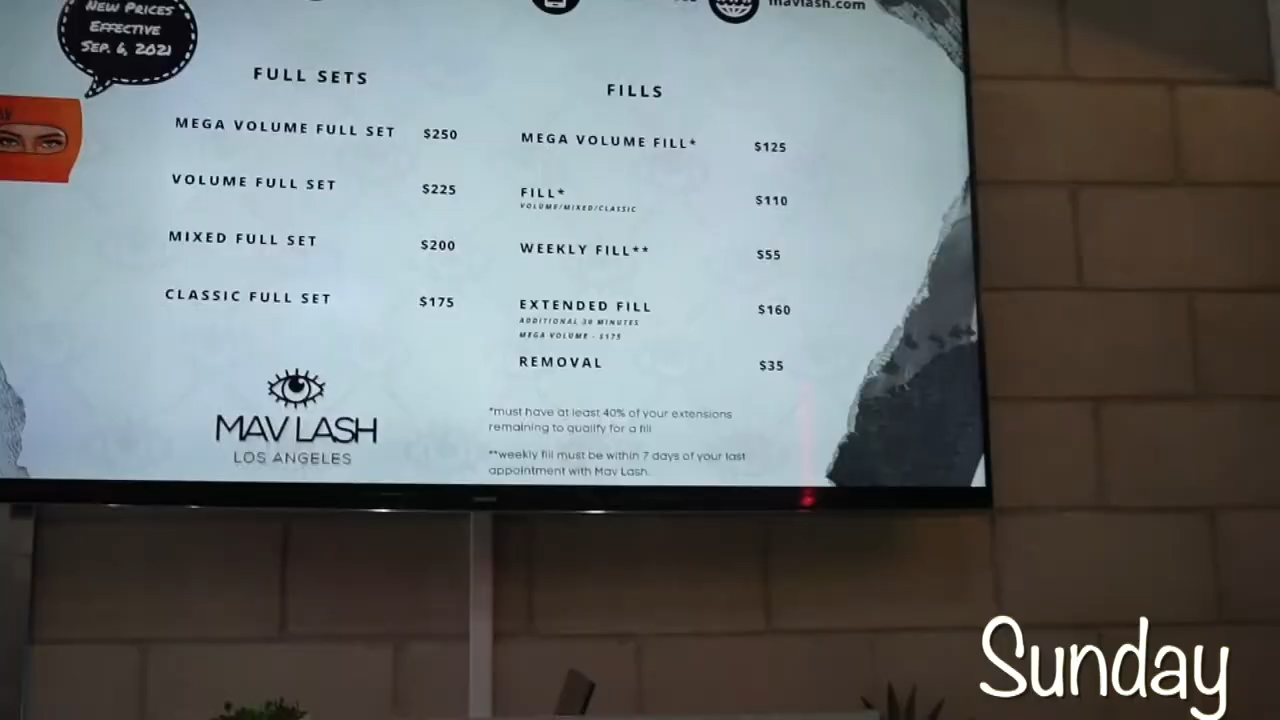 NEW PRICES
EFFECTIVE
SEP. 6, 2021
mavlash.com
FULL SETS
MEGA VOLUME FULL SET $250
VOLUME FULL SET $225
MIXED FULL SET $200
CLASSIC FULL SET $175
MAV LASH
LOS ANGELES
FILLS
MEGA VOLUME FILL* $125
FILL* $110
VOLUME/MIXED/CLASSIC
WEEKLY FILL** $55
EXTENDED FILL $160
ADDITIONAL 30 MINUTES
MEGA VOLUME - $175
REMOVAL $35
*must have at least 40% of your extensions
remaining to qualify for a fill
**weekly fill must be within 7 days of your last
appointment with Mav Lash.
Sunday